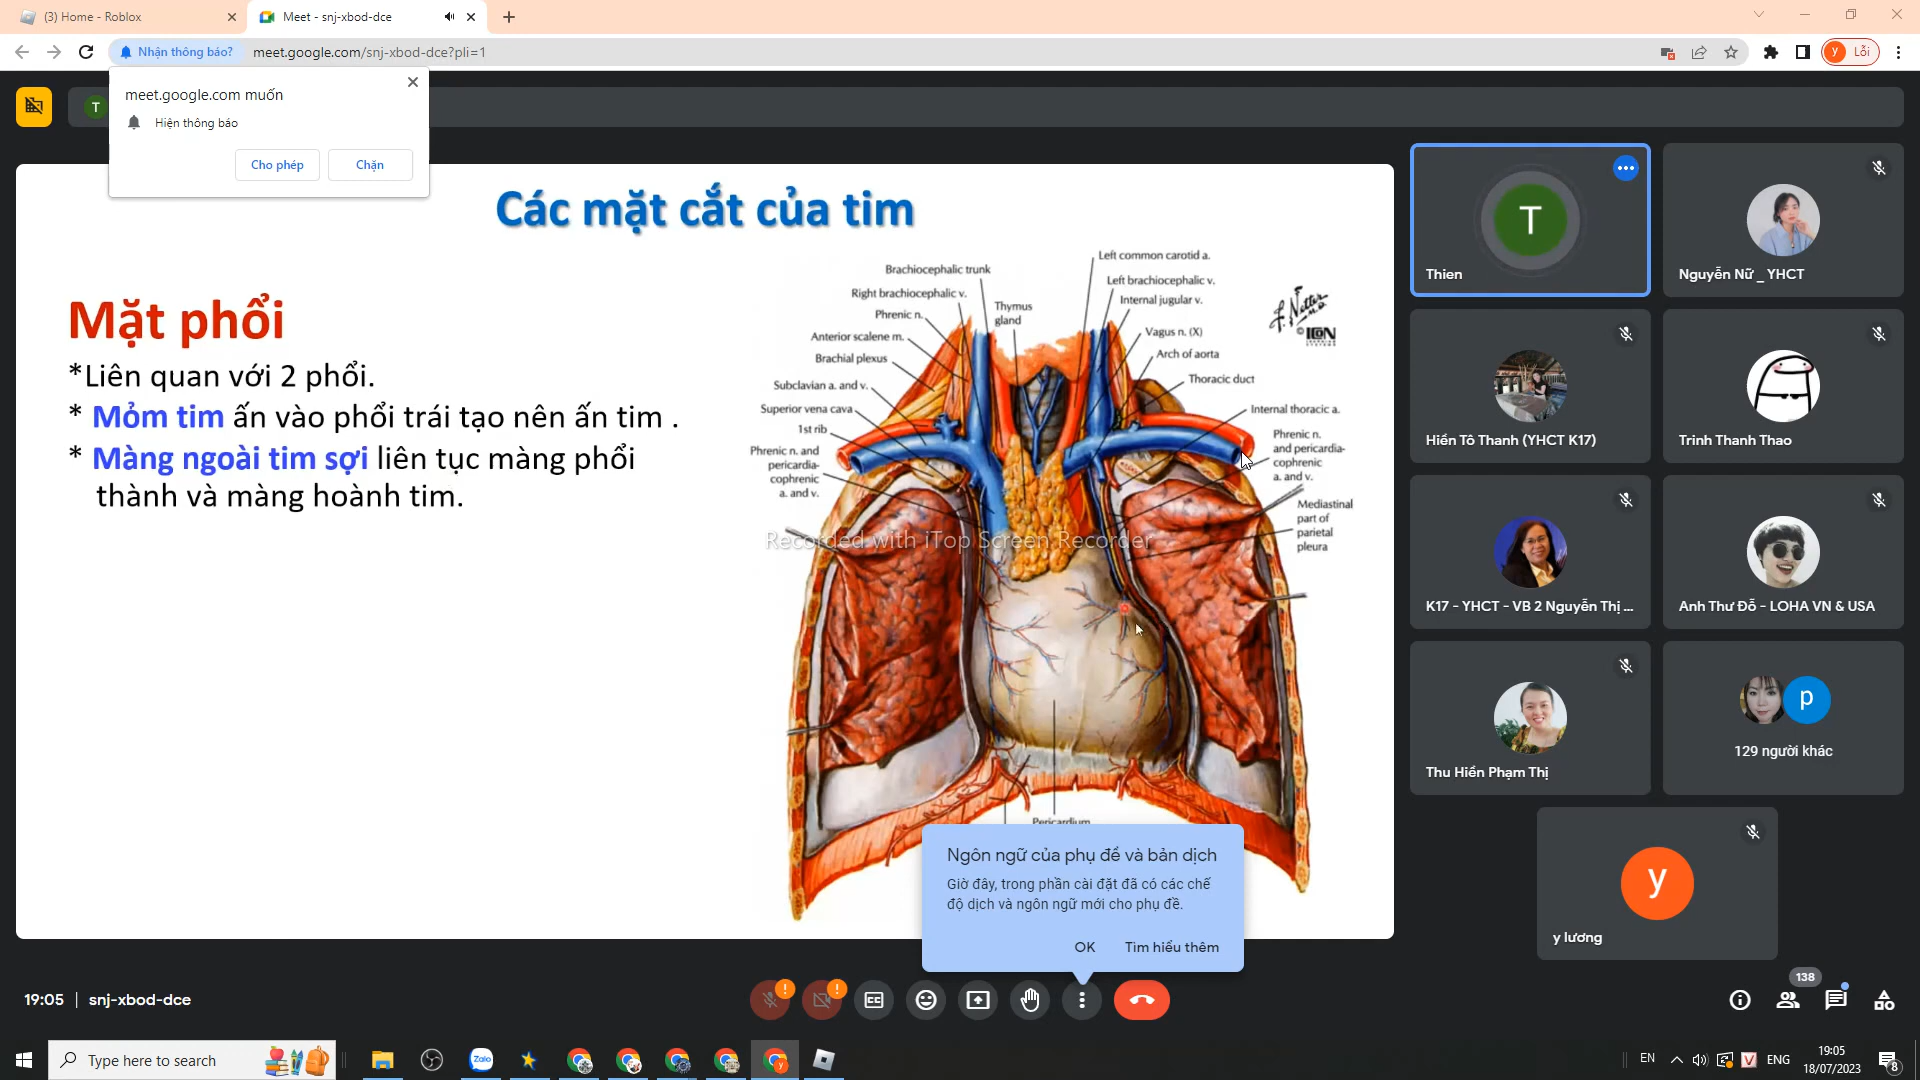 (3) Home - Roblox
Meet - snj-xbod-dce
Nhận thông báo?
meet.google.com/snj-xbod-dce?pli=1
y
Lỗi
meet.google.com muốn
Hiện thông báo
Cho phép
Chặn
T
Các mặt cắt của tim
Mặt phổi
*Liên quan với 2 phổi.
* Mỏm tim ấn vào phổi trái tạo nên ấn tim .
* Màng ngoài tim sợi liên tục màng phổi
thành và màng hoành tim.
Brachiocephalic trunk
Right brachiocephalic v.
Phrenic n.
Anterior scalene m.
Brachial plexus
Subclavian a. and v.
Superior vena cava
1st rib
Phrenic n. and
pericardia-
cophrenic
a. and v.
Thymus
gland
Left common carotid a.
Left brachiocephalic v.
Internal jugular v.
Vagus n. (X)
Arch of aorta
Thoracic duct
Internal thoracic a.
Phrenic n.
and pericardia-
cophrenic
a. and v.
Mediastinal
part of
parietal
pleura
Pericardium
F. Netter
M.D.
© ICON
Recorded with iTop Screen Recorder
T
Thien
Nguyễn Nữ _ YHCT
Hiền Tô Thanh (YHCT K17)
Trinh Thanh Thao
K17 - YHCT - VB 2 Nguyễn Thị ...
Anh Thư Đỗ - LOHA VN & USA
Thu Hiền Phạm Thị
p
129 người khác
y
y lương
Ngôn ngữ của phụ đề và bản dịch
Giờ đây, trong phần cài đặt đã có các chế
độ dịch và ngôn ngữ mới cho phụ đề.
OK
Tìm hiểu thêm
19:05 | snj-xbod-dce
138
Type here to search
Zalo
EN
ENG
19:05
18/07/2023
8